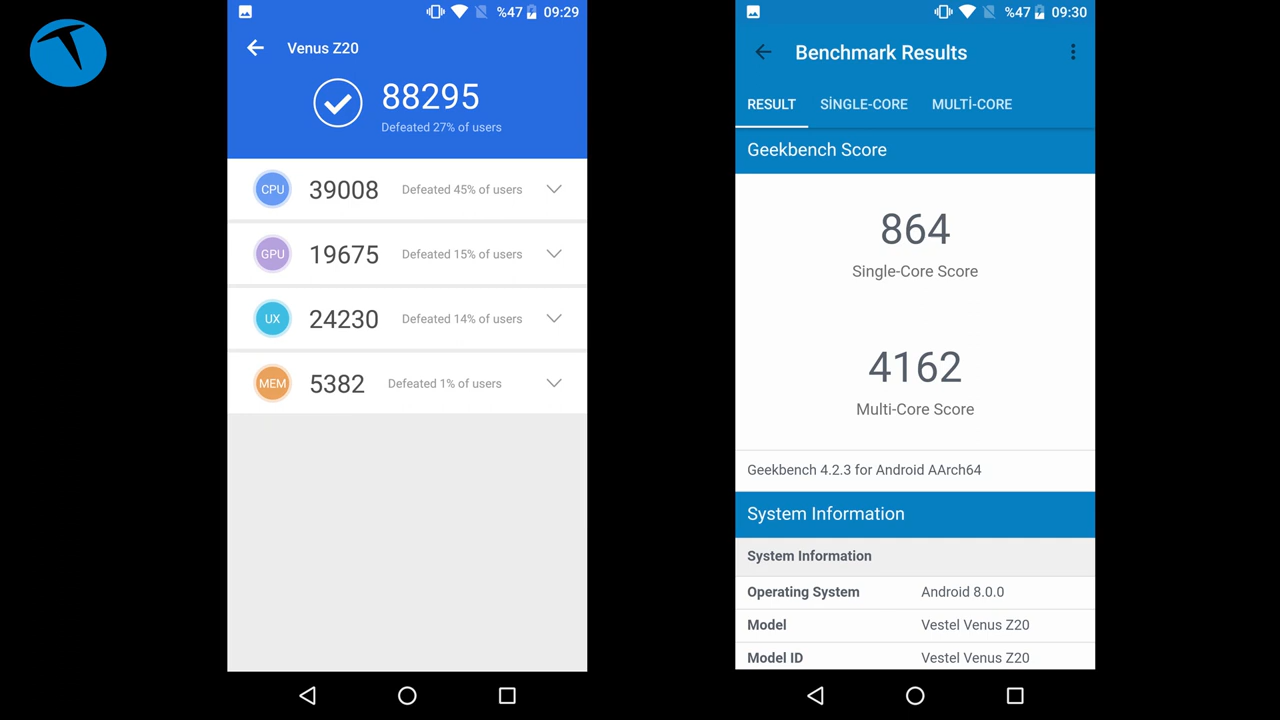 %47 09:29
Venus Z20
88295
Defeated 27% of users
CPU 39008 Defeated 45% of users
GPU 19675 Defeated 15% of users
UX 24230 Defeated 14% of users
MEM 5382 Defeated 1% of users
%47 09:30
Benchmark Results
RESULT SİNGLE-CORE MULTİ-CORE
Geekbench Score
864
Single-Core Score
4162
Multi-Core Score
Geekbench 4.2.3 for Android AArch64
System Information
System Information
Operating System Android 8.0.0
Model Vestel Venus Z20
Model ID Vestel Venus Z20